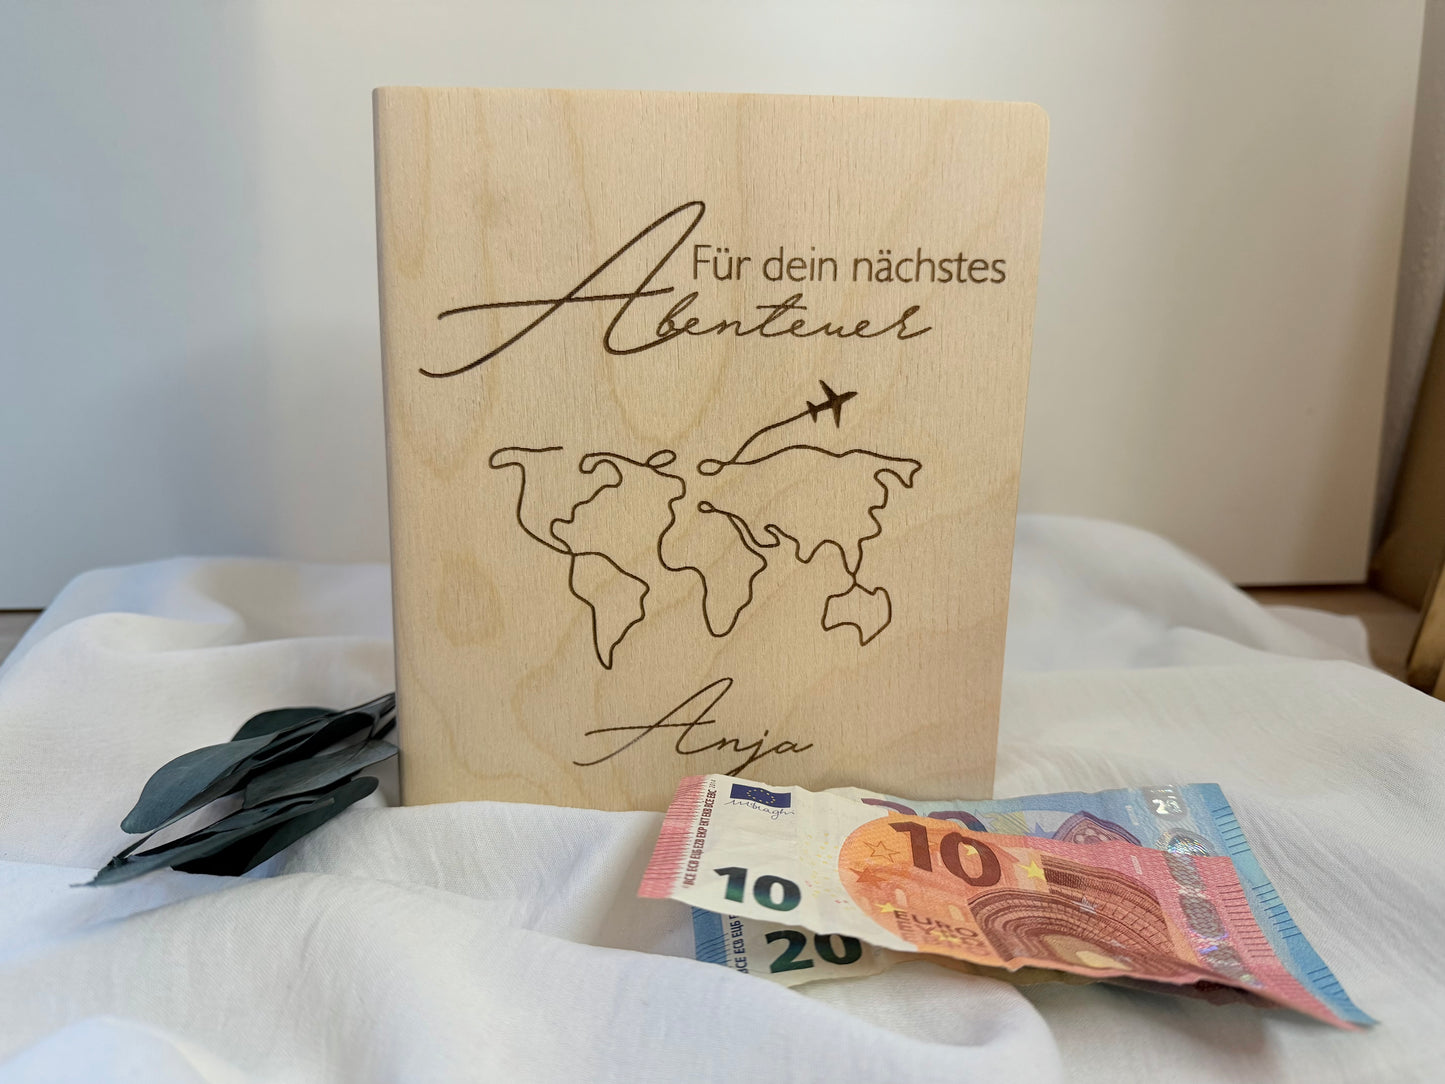 Für dein nächstes
Abenteuer
Anja
10
10
EURO
20